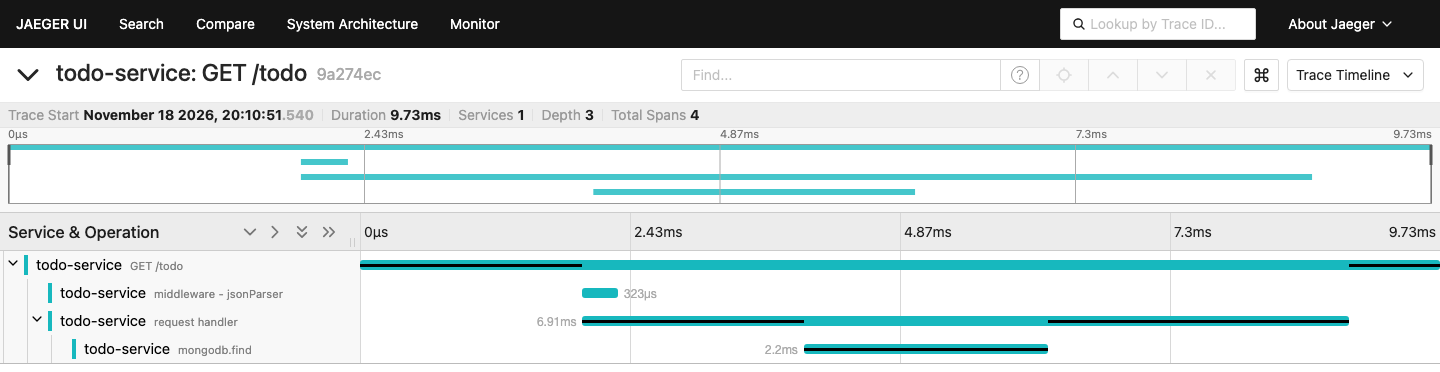 JAEGER UI Search Compare System Architecture Monitor Lookup by Trace ID... About Jaeger
todo-service: GET /todo 9a274ec Find... ? ⌘ Trace Timeline
Trace Start November 18 2026, 20:10:51.540 Duration 9.73ms Services 1 Depth 3 Total Spans 4
0μs 2.43ms 4.87ms 7.3ms 9.73ms
Service & Operation 0μs 2.43ms 4.87ms 7.3ms 9.73ms
todo-service GET /todo
todo-service middleware - jsonParser 323μs
todo-service request handler 6.91ms
todo-service mongodb.find 2.2ms